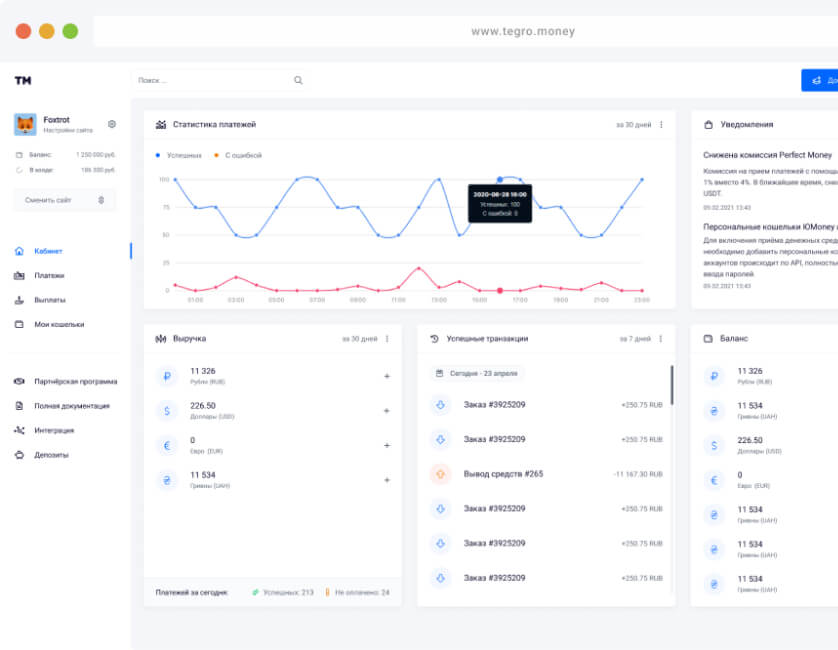 www.tegro.money
TM
Поиск ...
Foxtrot
Настройки сайта
Баланс:
1 250 000 руб.
В холде:
186 300 руб.
Сменить сайт
Кабинет
Платежи
Выплаты
Мои кошельки
Партнёрская программа
Полная документация
Интеграция
Депозиты
Статистика платежей
за 30 дней
Успешных
С ошибкой
100
75
50
25
0
2020-08-28 16:00
Успешных: 100
С ошибкой: 0
01:00
03:00
05:00
07:00
09:00
11:00
13:00
16:00
17:00
19:00
21:00
23:00
Уведомления
Снижена комиссия Perfect Money
Комиссия на прием платежей с помощь
1% вместо 4%. В ближайшее время, сни
USDT.
09.02.2021 13:40
Персональные кошельки ЮMoney и
Для включения приёма денежных сред
необходимо добавить персональные ко
аккаунтов происходит по API, полность
ввода паролей
09.02.2021 13:40
Выручка
за 30 дней
11 326
Рубли (RUB)
226.50
Доллары (USD)
0
Евро (EUR)
11 534
Гривны (UAH)
Платежей за сегодня:
Успешных: 213
Не оплачено: 24
Успешные транзакции
за 7 дней
Сегодня - 23 апреля
Заказ #3925209
+250.75 RUB
Заказ #3925209
+250.75 RUB
Вывод средств #265
-11 167.30 RUB
Заказ #3925209
+250.75 RUB
Заказ #3925209
+250.75 RUB
Заказ #3925209
+250.75 RUB
Баланс
11 326
Рубли (RUB)
11 534
Гривны (UAH)
226.50
Доллары (USD)
0
Евро (EUR)
11 534
Гривны (UAH)
11 534
Гривны (UAH)
11 534
Гривны (UAH)